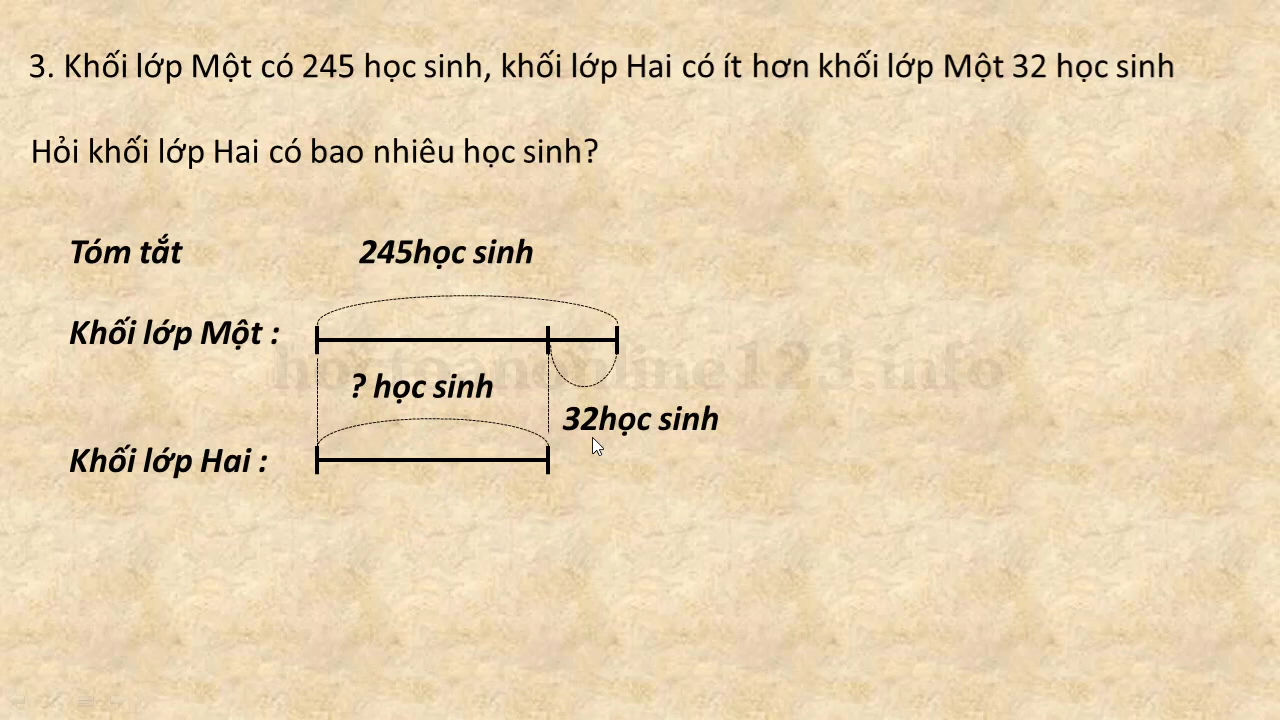 3. Khối lớp Một có 245 học sinh, khối lớp Hai có ít hơn khối lớp Một 32 học sinh
Hỏi khối lớp Hai có bao nhiêu học sinh?
Tóm tắt
245học sinh
Khối lớp Một :
hoctoanonline123.info
? học sinh
32học sinh
Khối lớp Hai :